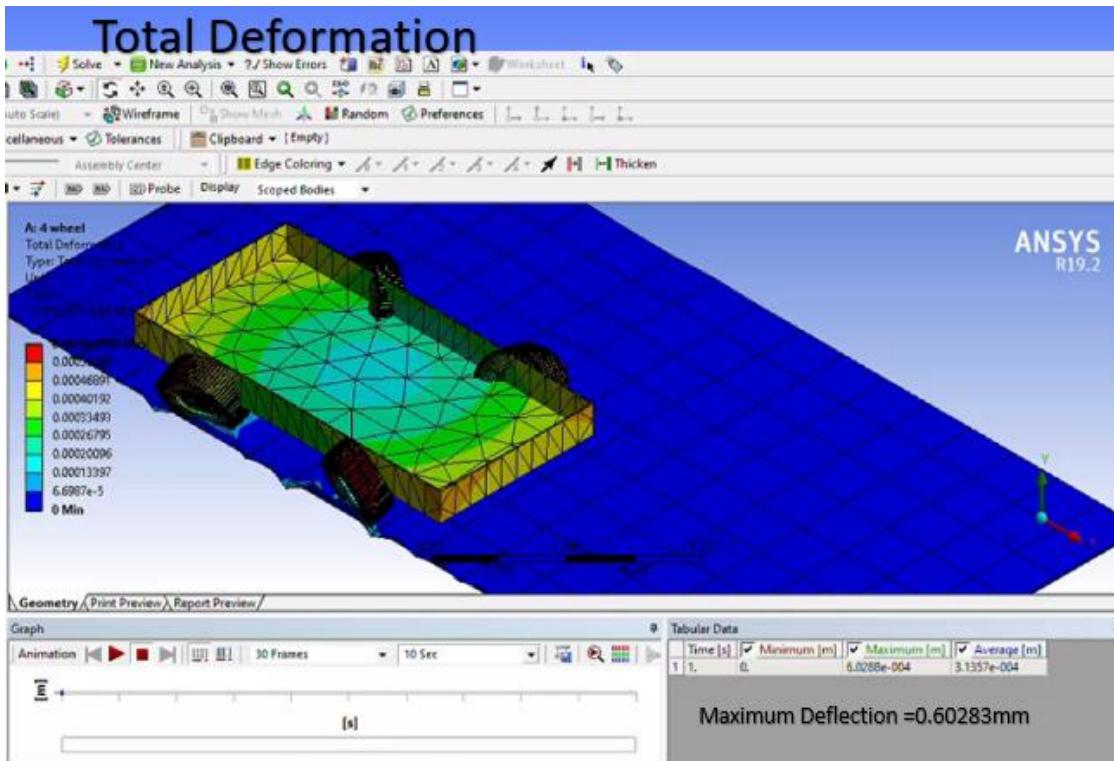 Total Deformation
Solve New Analysis ?/ Show Errors A Worksheet
Wireframe Show Mesh Random Preferences
Tolerances Clipboard [Empty]
Assembly Center Edge Coloring Thicken
Probe Display Scoped Bodies
A: 4 wheel
Total
Type:
ANSYS
R19.2
0.00046891
0.00040192
0.00033493
0.00026795
0.00020096
0.00013397
6.6987e-5
0 Min
Y
Geometry Print Preview Report Preview
Graph
Animation 30 Frames 10 Sec
[m]
[s]
Tabular Data
Time [s] Minimum [m] Maximum [m] Average [m]
1 1. 0. 6.0288e-004 3.1357e-004
Maximum Deflection =0.60283mm